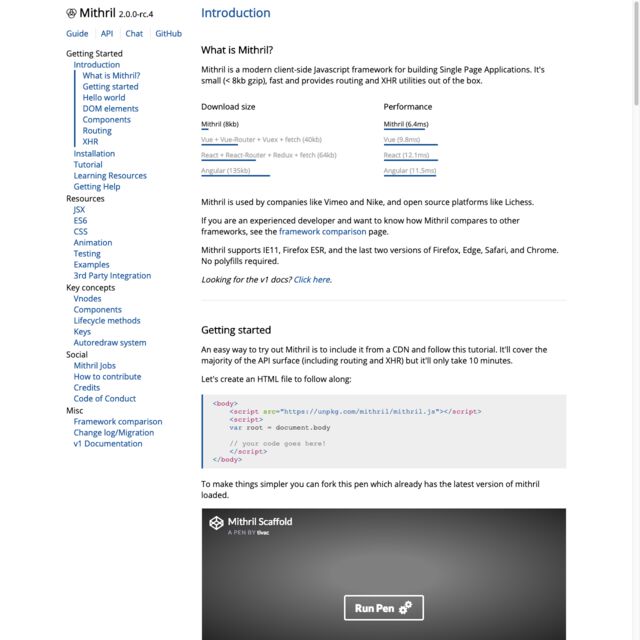 Mithril 2.0.0-rc.4
Guide API Chat GitHub
Getting Started
Introduction
What is Mithril?
Getting started
Hello world
DOM elements
Components
Routing
XHR
Installation
Tutorial
Learning Resources
Getting Help
Resources
JSX
ES6
CSS
Animation
Testing
Examples
3rd Party Integration
Key concepts
Vnodes
Components
Lifecycle methods
Keys
Autoredraw system
Social
Mithril Jobs
How to contribute
Credits
Code of Conduct
Misc
Framework comparison
Change log/Migration
v1 Documentation
Introduction
What is Mithril?
Mithril is a modern client-side Javascript framework for building Single Page Applications. It's
small (< 8kb gzip), fast and provides routing and XHR utilities out of the box.
Download size
Mithril (8kb)
Vue + Vue-Router + Vuex + fetch (40kb)
React + React-Router + Redux + fetch (64kb)
Angular (135kb)
Performance
Mithril (6.4ms)
Vue (9.8ms)
React (12.1ms)
Angular (11.5ms)
Mithril is used by companies like Vimeo and Nike, and open source platforms like Lichess.
If you are an experienced developer and want to know how Mithril compares to other
frameworks, see the framework comparison page.
Mithril supports IE11, Firefox ESR, and the last two versions of Firefox, Edge, Safari, and Chrome.
No polyfills required.
Looking for the v1 docs? Click here.
Getting started
An easy way to try out Mithril is to include it from a CDN and follow this tutorial. It'll cover the
majority of the API surface (including routing and XHR) but it'll only take 10 minutes.
Let's create an HTML file to follow along:
<body>
<script src="https://unpkg.com/mithril/mithril.js"></script>
<script>
var root = document.body
// your code goes here!
</script>
</body>
To make things simpler you can fork this pen which already has the latest version of mithril
loaded.
Mithril Scaffold
A PEN BY tivac
Run Pen